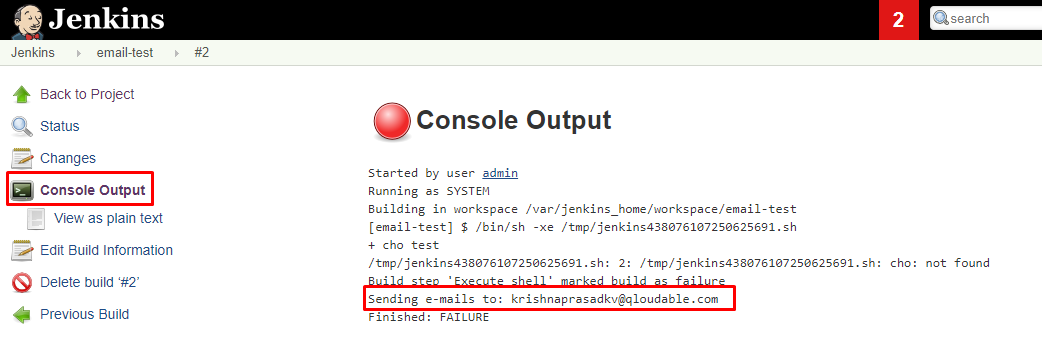 Jenkins
2
search
Jenkins
email-test
#2
Back to Project
Status
Changes
Console Output
View as plain text
Edit Build Information
Delete build ‘#2’
Previous Build
Console Output
Started by user admin
Running as SYSTEM
Building in workspace /var/jenkins_home/workspace/email-test
[email-test] $ /bin/sh -xe /tmp/jenkins438076107250625691.sh
+ cho test
/tmp/jenkins438076107250625691.sh: 2: /tmp/jenkins438076107250625691.sh: cho: not found
Build step 'Execute shell' marked build as failure
Sending e-mails to: krishnaprasadkv@qloudable.com
Finished: FAILURE